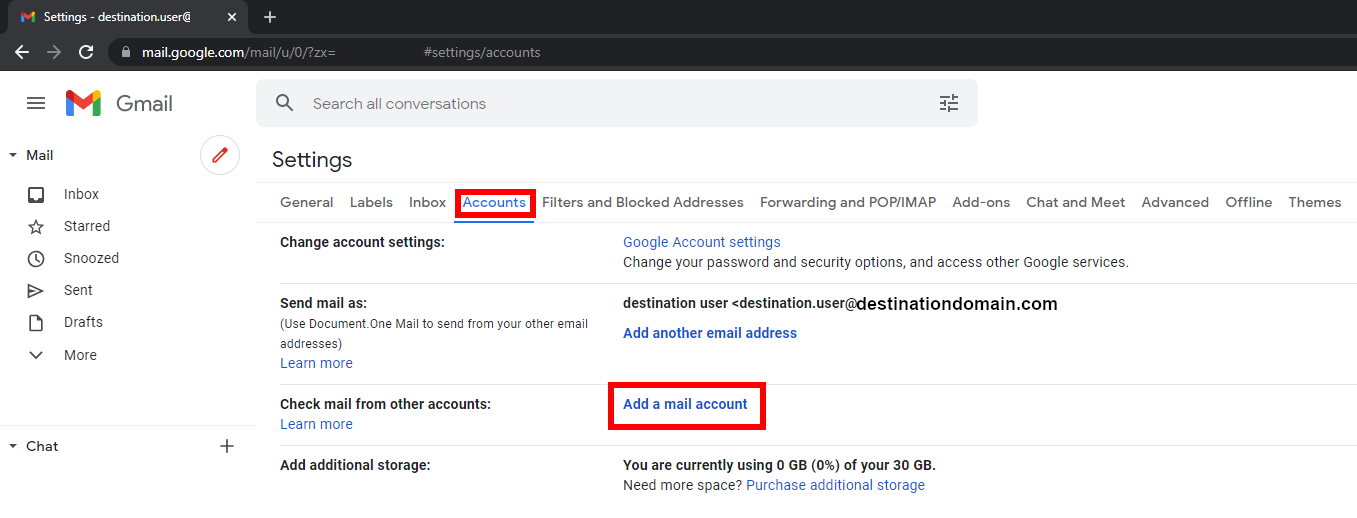 Settings - destination.user@
mail.google.com/mail/u/0/?zx= #settings/accounts
Gmail
Search all conversations
Mail
Inbox
Starred
Snoozed
Sent
Drafts
More
Chat
Settings
General Labels Inbox Accounts Filters and Blocked Addresses Forwarding and POP/IMAP Add-ons Chat and Meet Advanced Offline Themes
Change account settings:
Google Account settings
Change your password and security options, and access other Google services.
Send mail as:
(Use Document.One Mail to send from your other email
addresses)
Learn more
destination user <destination.user@destinationdomain.com
Add another email address
Check mail from other accounts:
Learn more
Add a mail account
Add additional storage:
You are currently using 0 GB (0%) of your 30 GB.
Need more space? Purchase additional storage